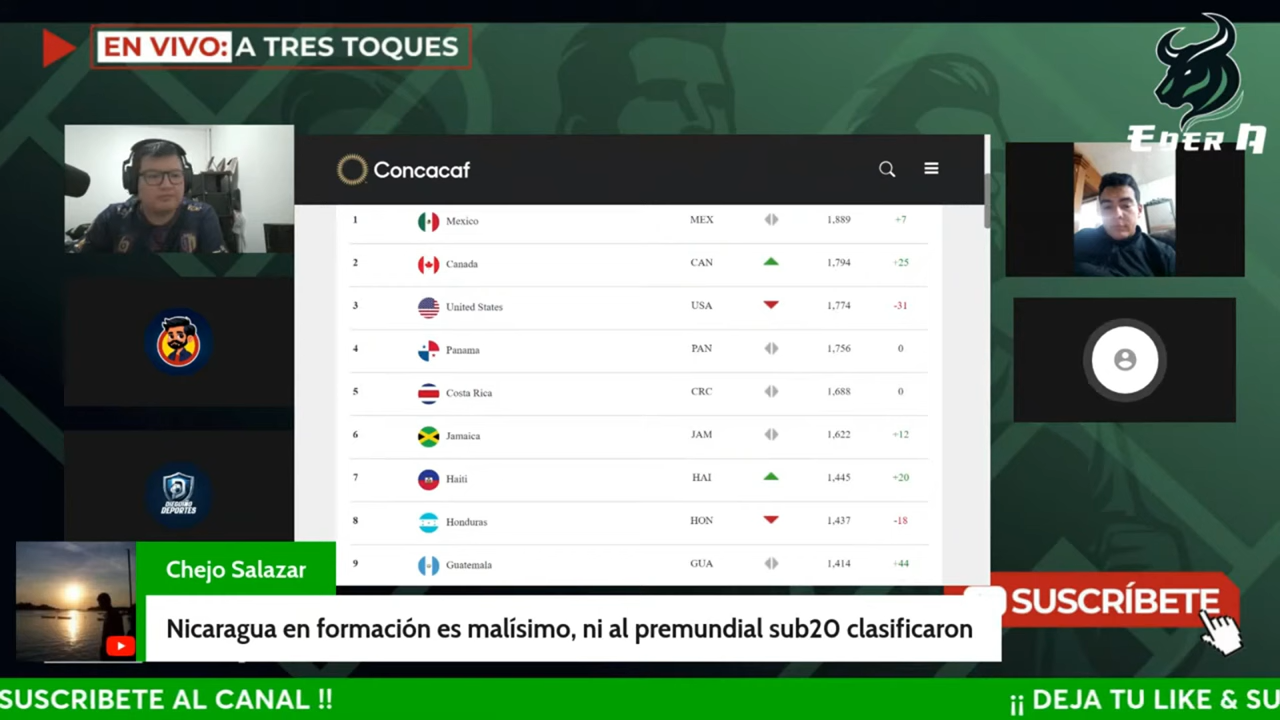 EN VIVO: A TRES TOQUES
EDER A
Concacaf
1 Mexico MEX 1,889 +7
2 Canada CAN 1,794 +25
3 United States USA 1,774 -31
4 Panama PAN 1,756 0
5 Costa Rica CRC 1,688 0
6 Jamaica JAM 1,622 +12
7 Haiti HAI 1,445 +20
8 Honduras HON 1,437 -18
9 Guatemala GUA 1,414 +44
DIEGUIÑO
DEPORTES
Chejo Salazar
Nicaragua en formación es malísimo, ni al premundial sub20 clasificaron
SUSCRÍBETE
SUSCRIBETE AL CANAL !!
¡¡ DEJA TU LIKE & SU